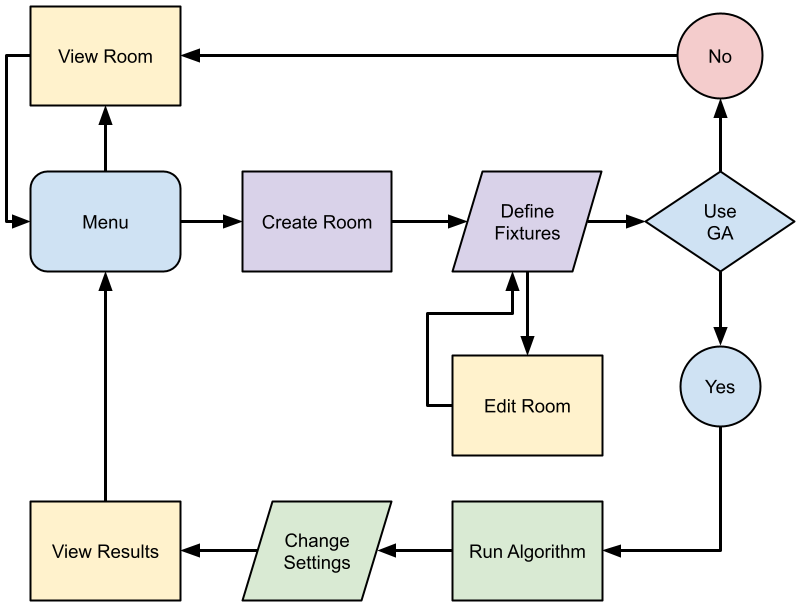 View Room
No
Menu
Create Room
Define
Fixtures
Use
GA
Edit Room
Yes
View Results
Change
Settings
Run Algorithm